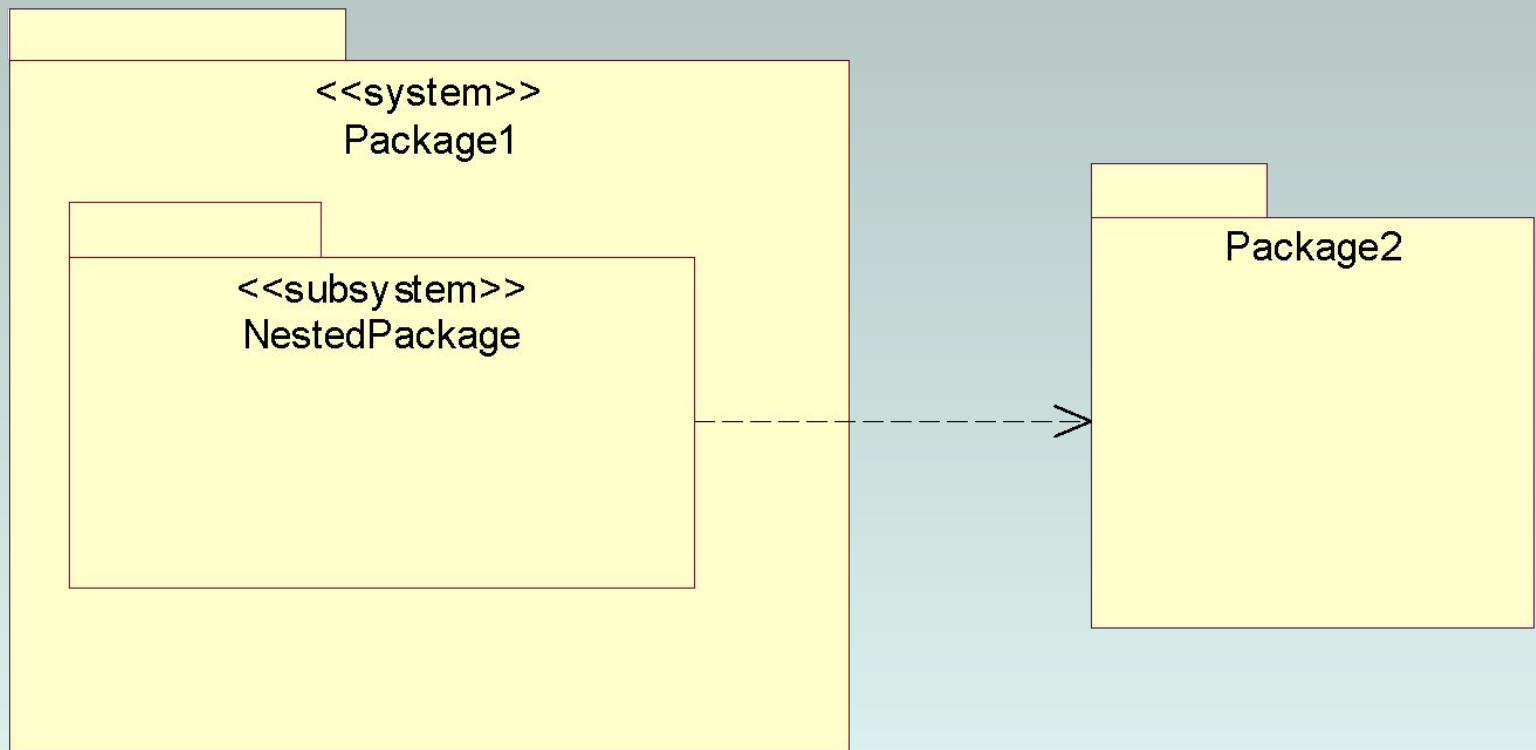 <<system>>
Package1
<<subsystem>>
NestedPackage
Package2